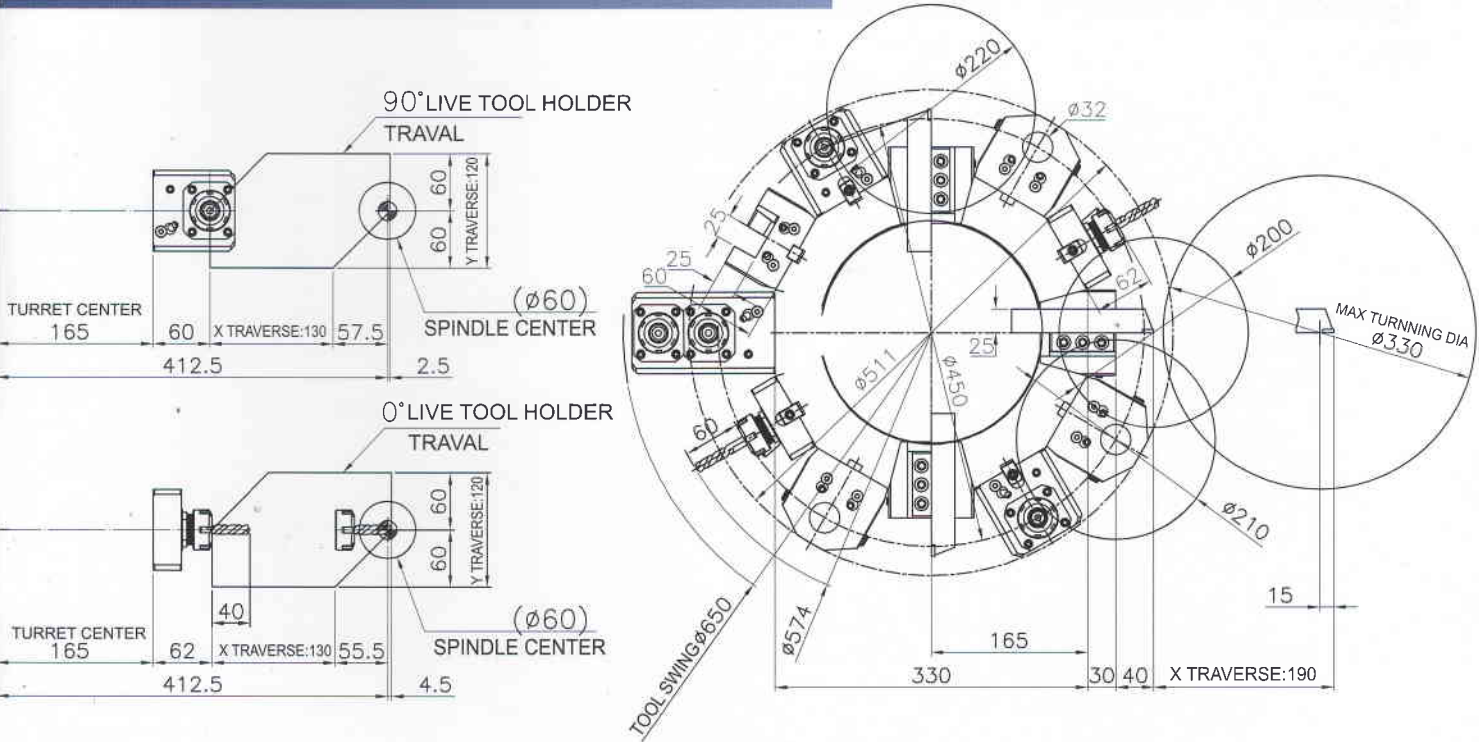 90°LIVE TOOL HOLDER
TRAVAL
60
60
Y TRAVERSE:120
(ø60)
SPINDLE CENTER
TURRET CENTER
165
60
X TRAVERSE:130
57.5
412.5
2.5
0°LIVE TOOL HOLDER
TRAVAL
60
60
Y TRAVERSE:120
40
(ø60)
SPINDLE CENTER
TURRET CENTER
165
62
X TRAVERSE:130
55.5
412.5
4.5
ø220
ø32
25
25
60
ø200
62
MAX TURNNING DIA
ø330
25
ø511
ø450
60
ø210
15
TOOL SWINGø650
ø574
165
330
30
40
X TRAVERSE:190